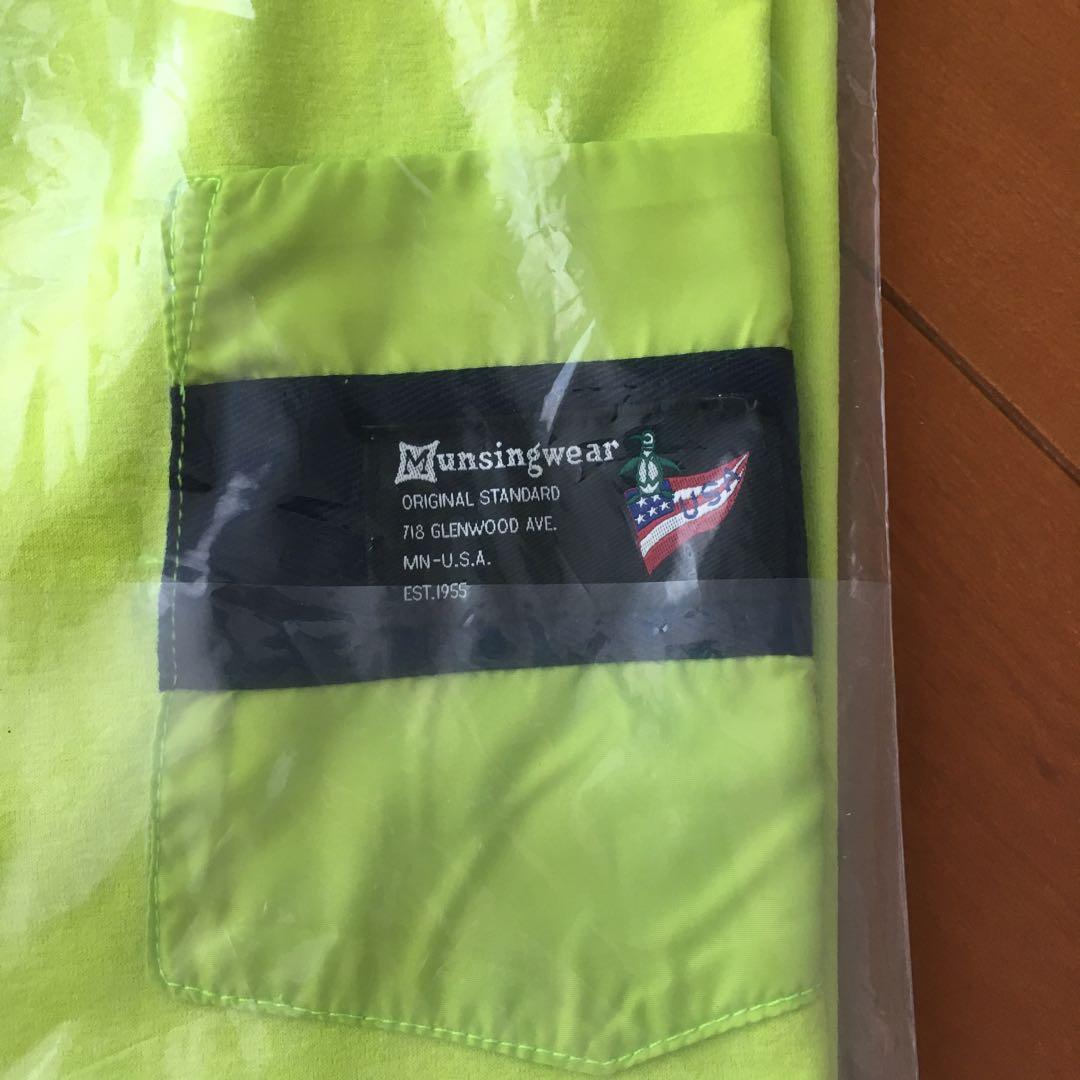 Munsingwear
ORIGINAL STANDARD
718 GLENWOOD AVE.
MN-U.S.A.
EST.1955
USA